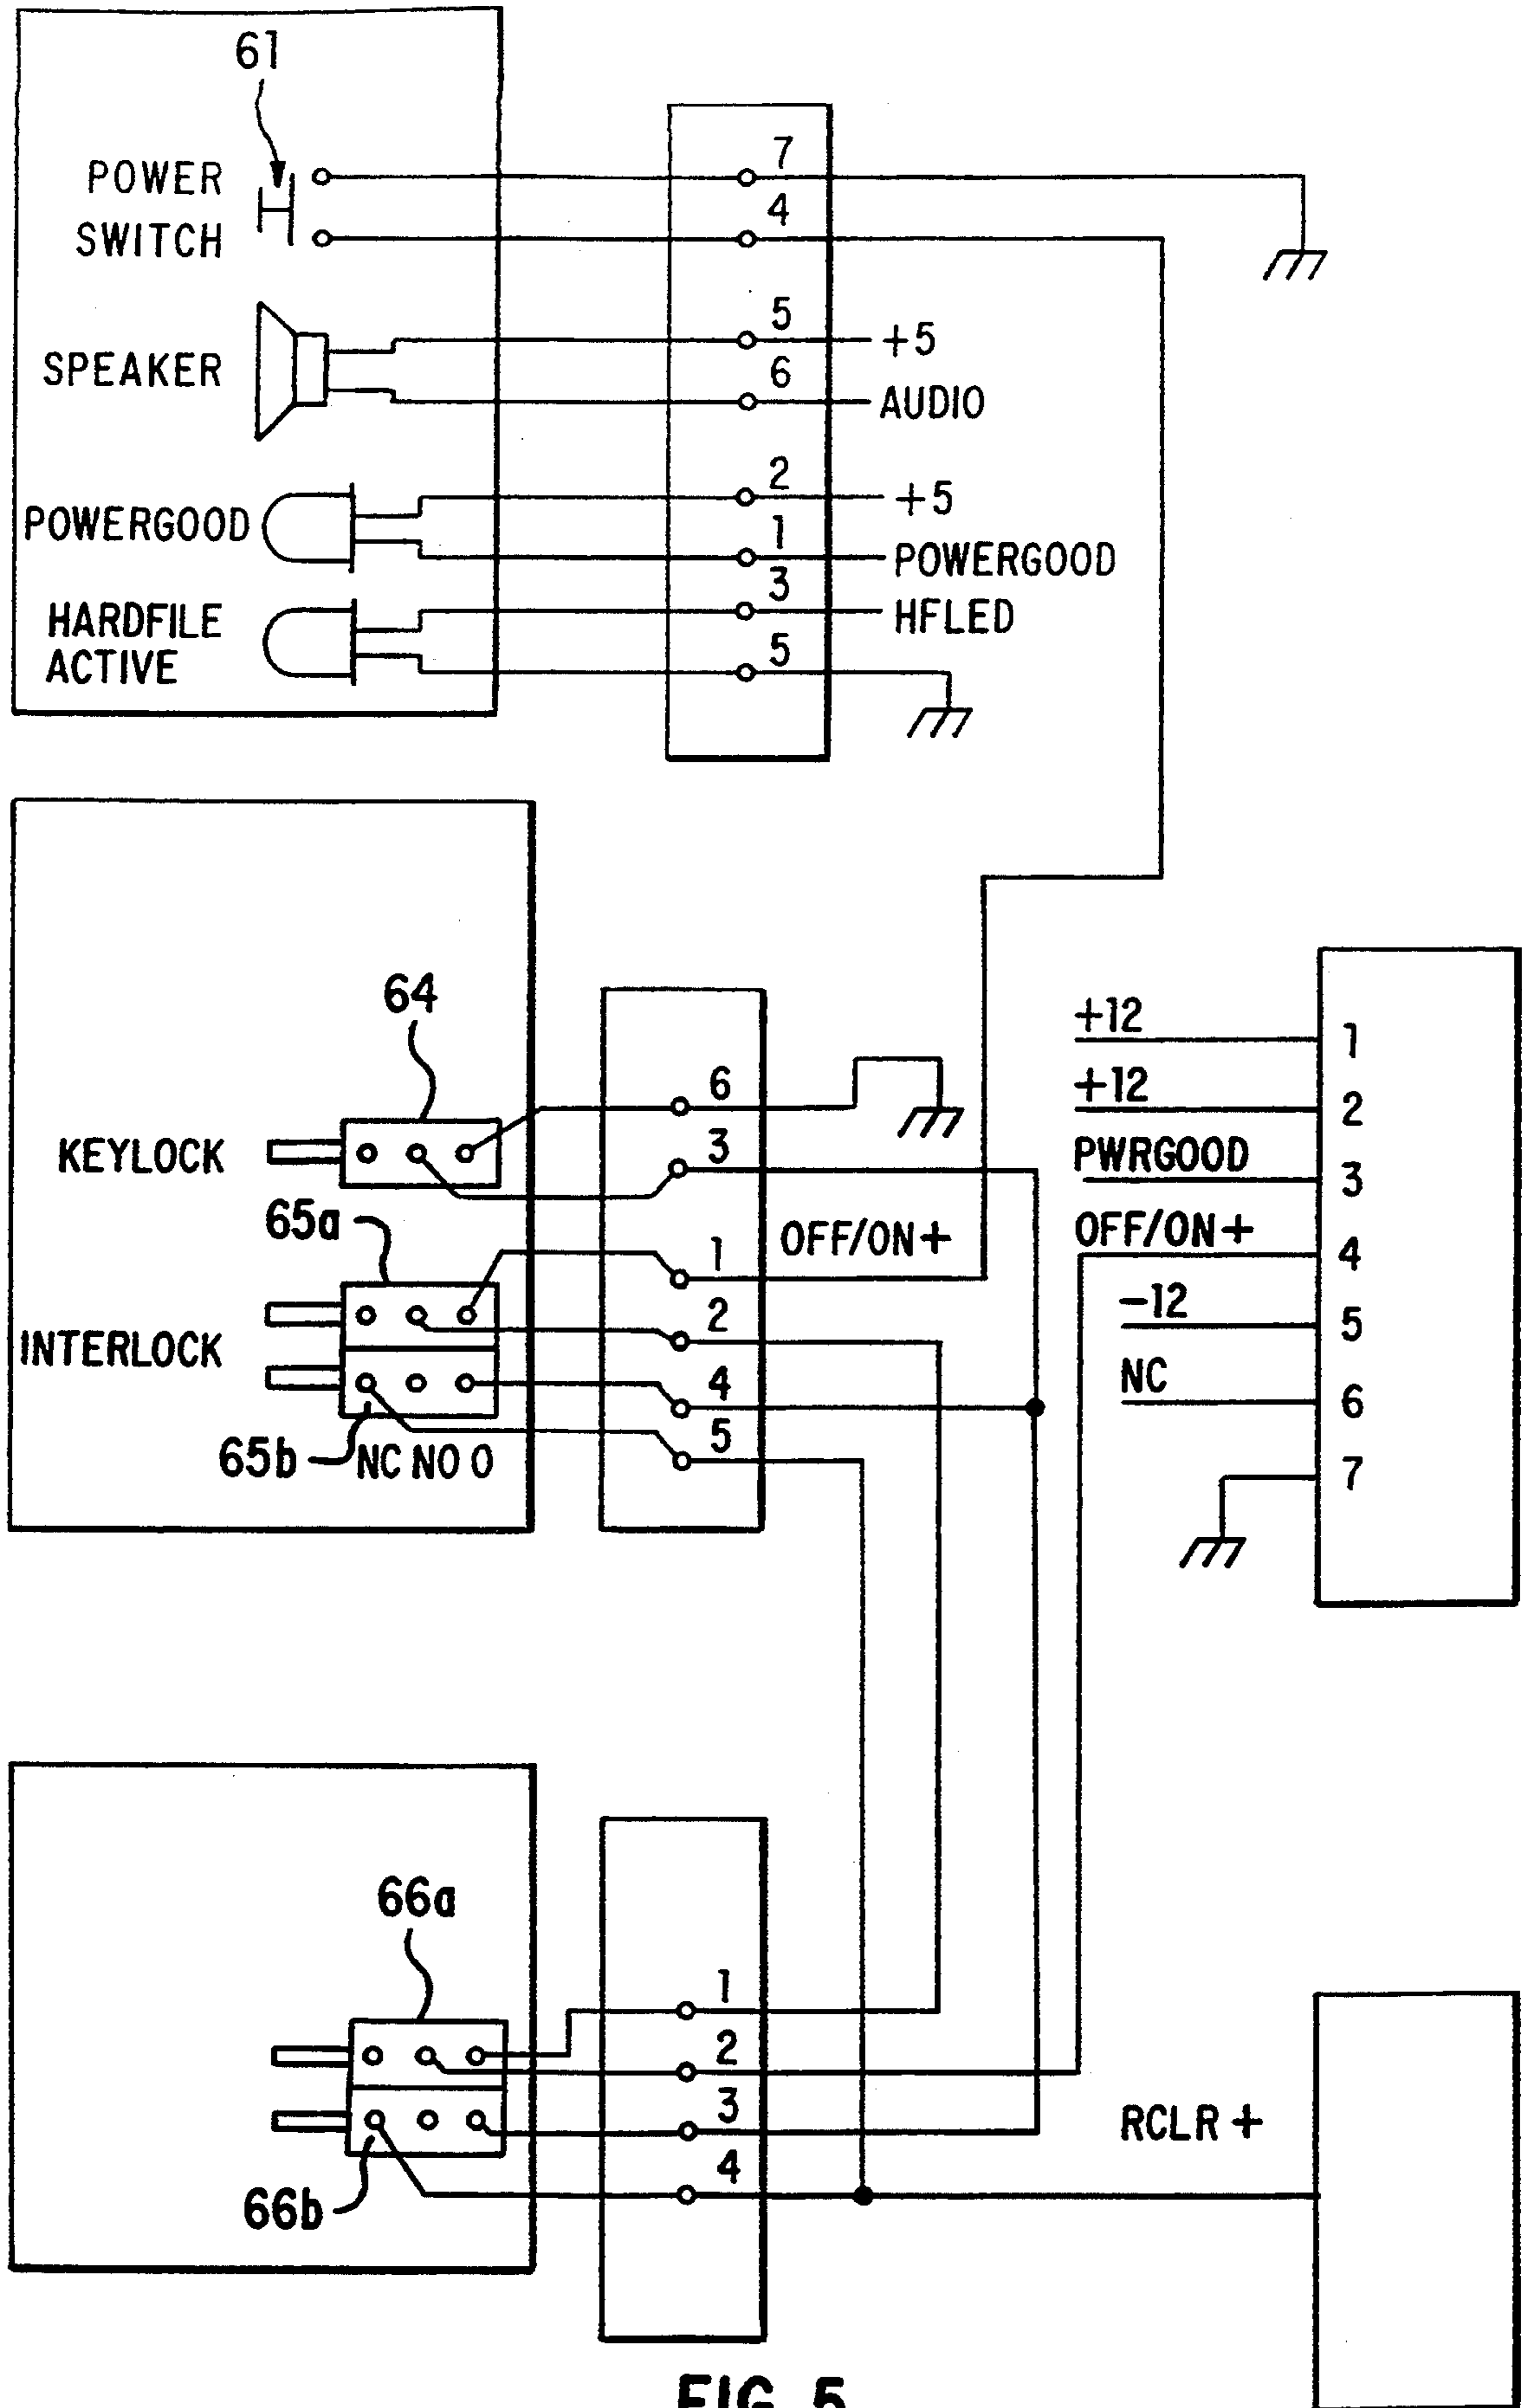 61
POWER
SWITCH
7
4
SPEAKER
5
+5
6
AUDIO
POWERGOOD
2
+5
1
POWERGOOD
HARDFILE
ACTIVE
3
HFLED
5
64
KEYLOCK
6
3
65a
INTERLOCK
1
OFF/ON+
2
4
5
65b
NC NO O
+12
1
+12
2
PWRGOOD
3
OFF/ON+
4
-12
5
NC
6
7
66a
1
2
3
4
66b
RCLR +
FIG. 5